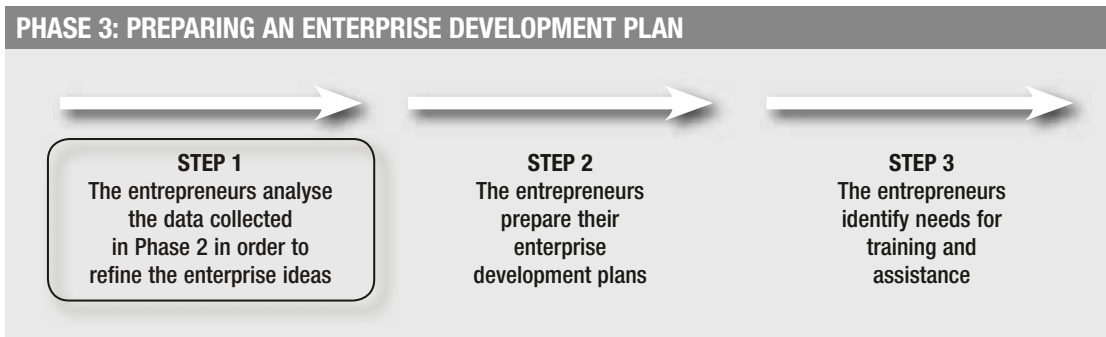 PHASE 3: PREPARING AN ENTERPRISE DEVELOPMENT PLAN
STEP 1
The entrepreneurs analyse
the data collected
in Phase 2 in order to
refine the enterprise ideas
STEP 2
The entrepreneurs
prepare their
enterprise
development plans
STEP 3
The entrepreneurs
identify needs for
training and
assistance